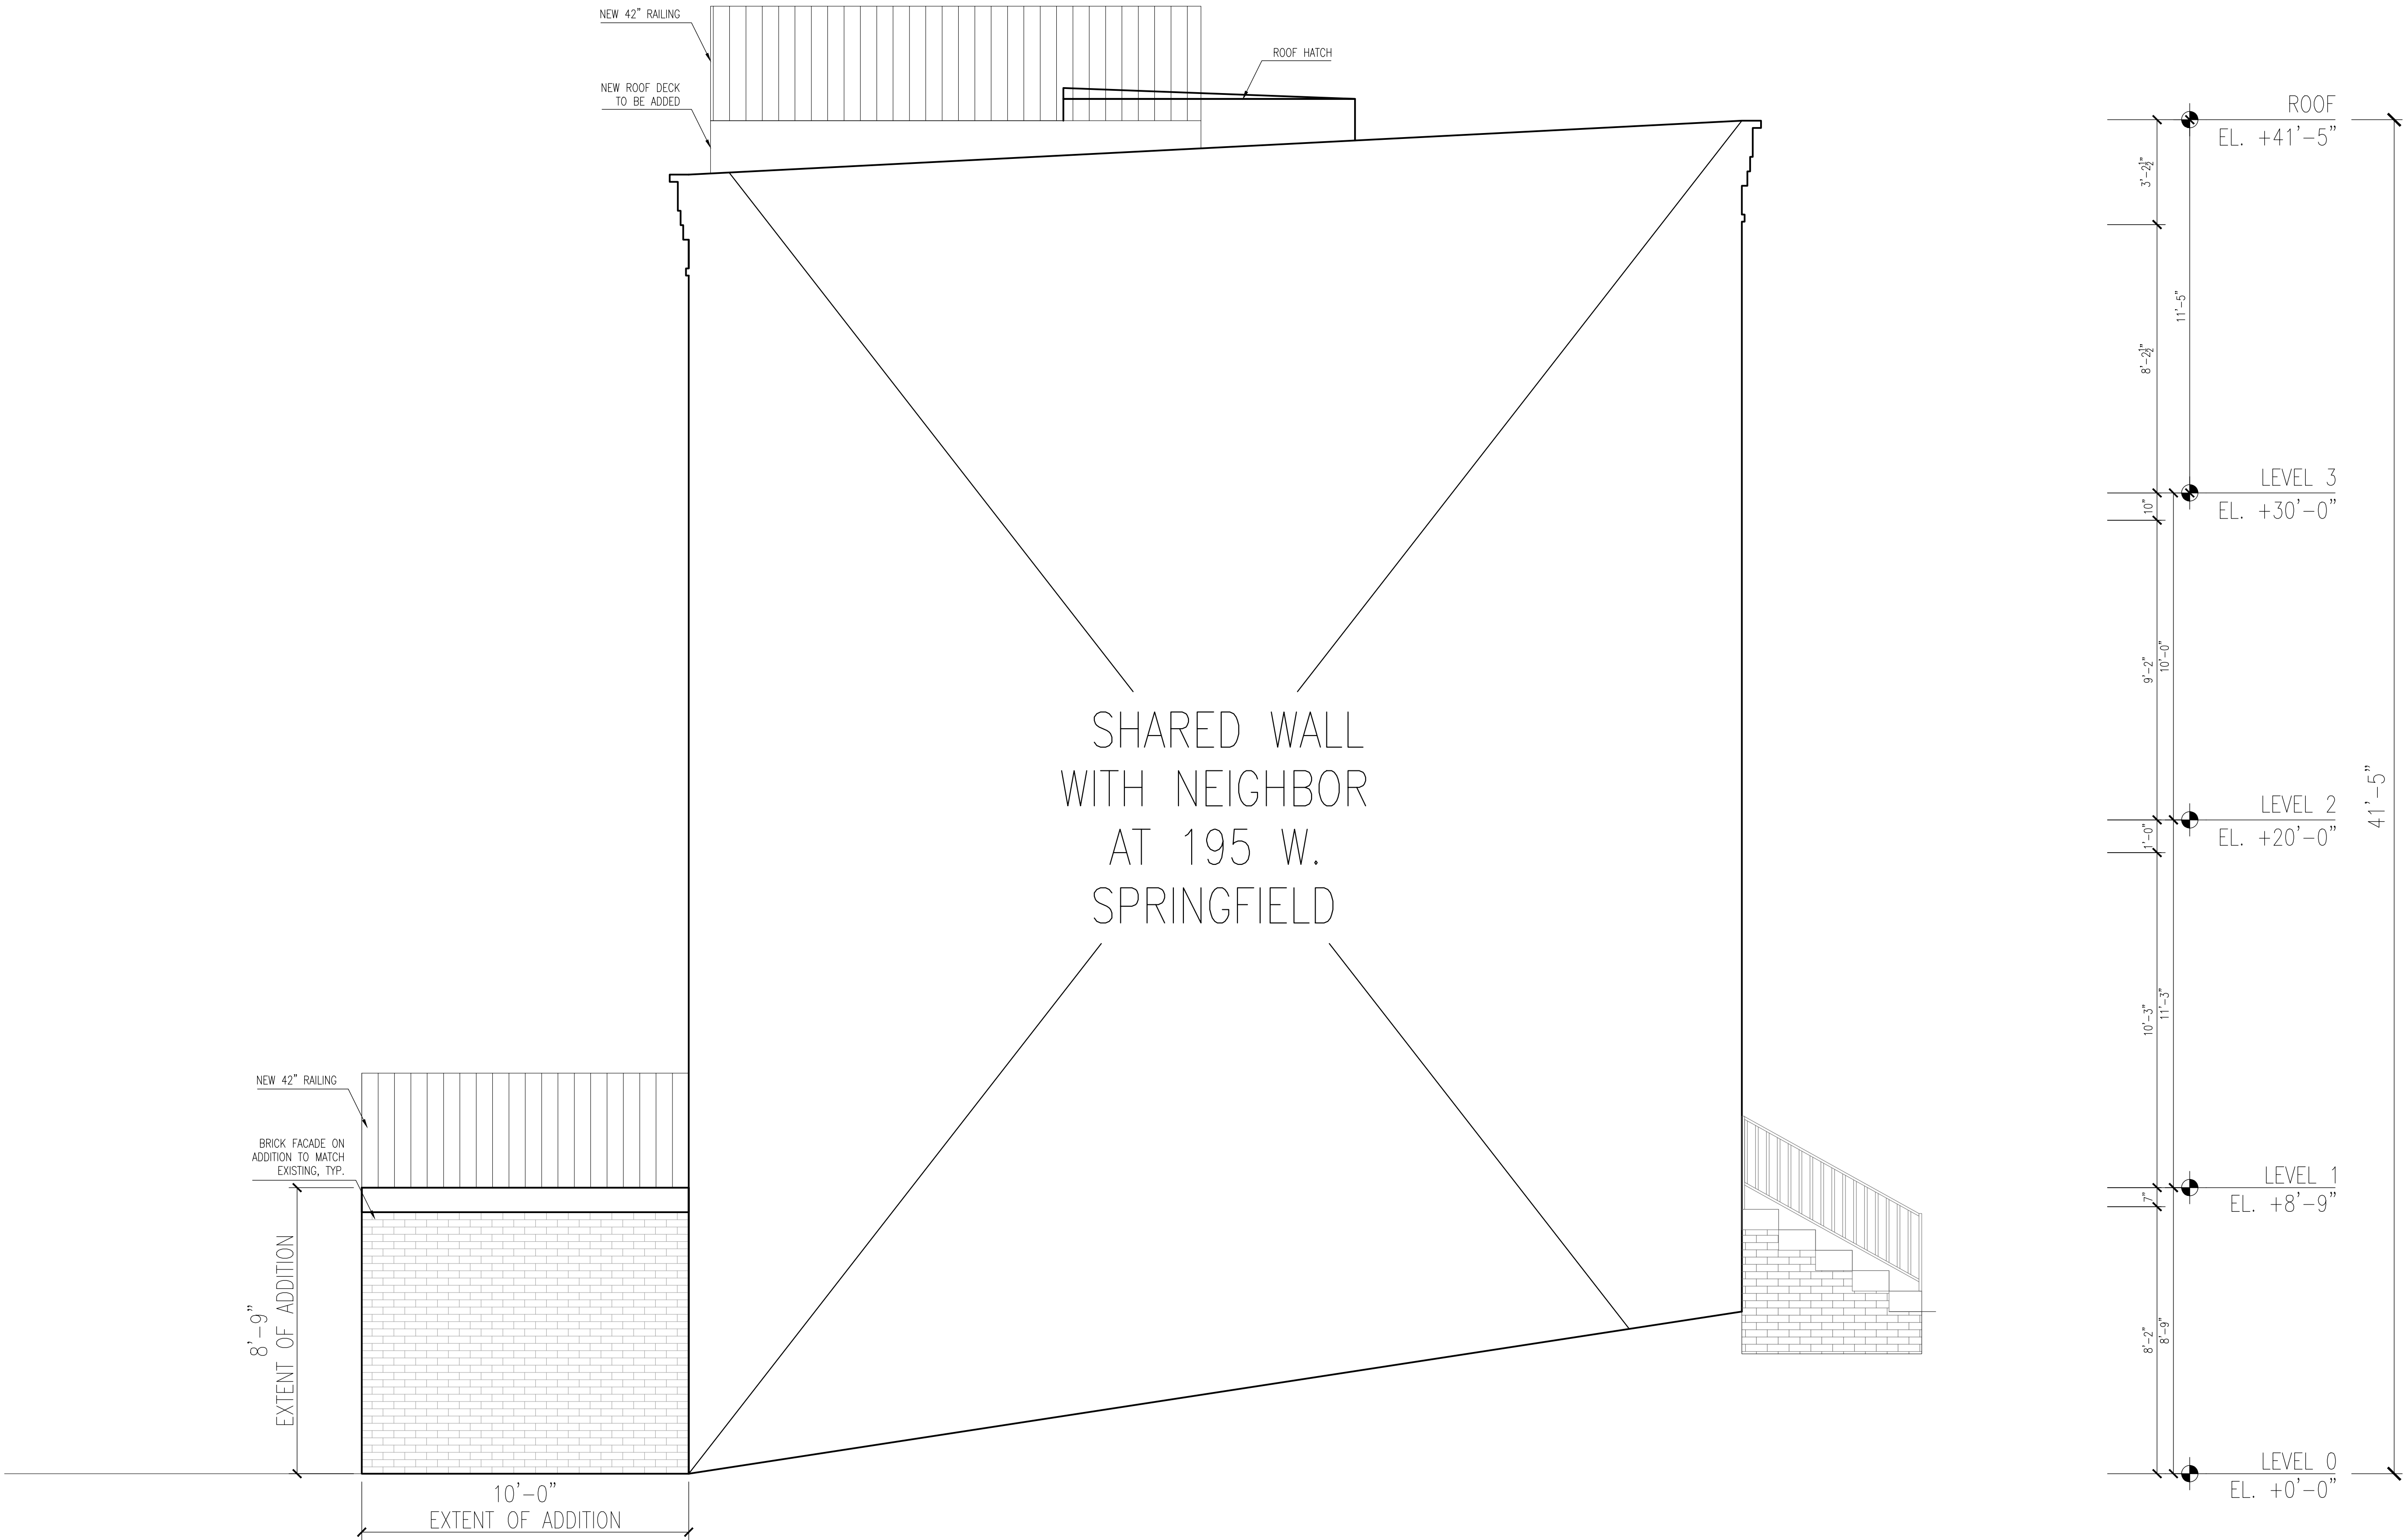 NEW 42" RAILING
ROOF HATCH
NEW ROOF DECK
TO BE ADDED
SHARED WALL
WITH NEIGHBOR
AT 195 W.
SPRINGFIELD
NEW 42" RAILING
BRICK FACADE ON
ADDITION TO MATCH
EXISTING, TYP.
8'-9"
EXTENT OF ADDITION
10'-0"
EXTENT OF ADDITION
3'-2½"
8'-2½"
10"
9'-2"
1'-0"
10'-3"
7"
8'-2"
11'-5"
10'-0"
11'-3"
8'-9"
ROOF
EL. +41'-5"
LEVEL 3
EL. +30'-0"
LEVEL 2
EL. +20'-0"
LEVEL 1
EL. +8'-9"
LEVEL 0
EL. +0'-0"
41'-5"